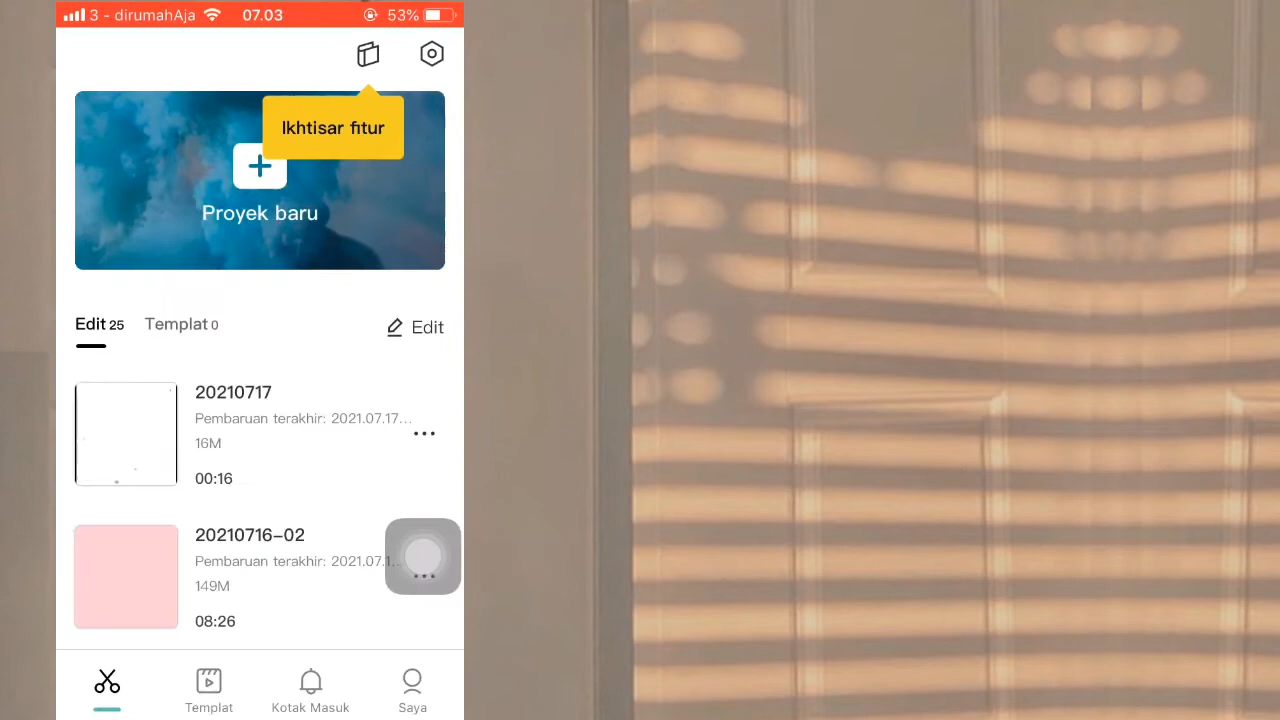 3 - dirumahAja 07.03 53%
Ikhtisar fitur
Proyek baru
Edit 25 Templat 0 Edit
20210717
Pembaruan terakhir: 2021.07.17...
16M
00:16
20210716-02
Pembaruan terakhir: 2021.07.1...
149M
08:26
Templat Kotak Masuk Saya